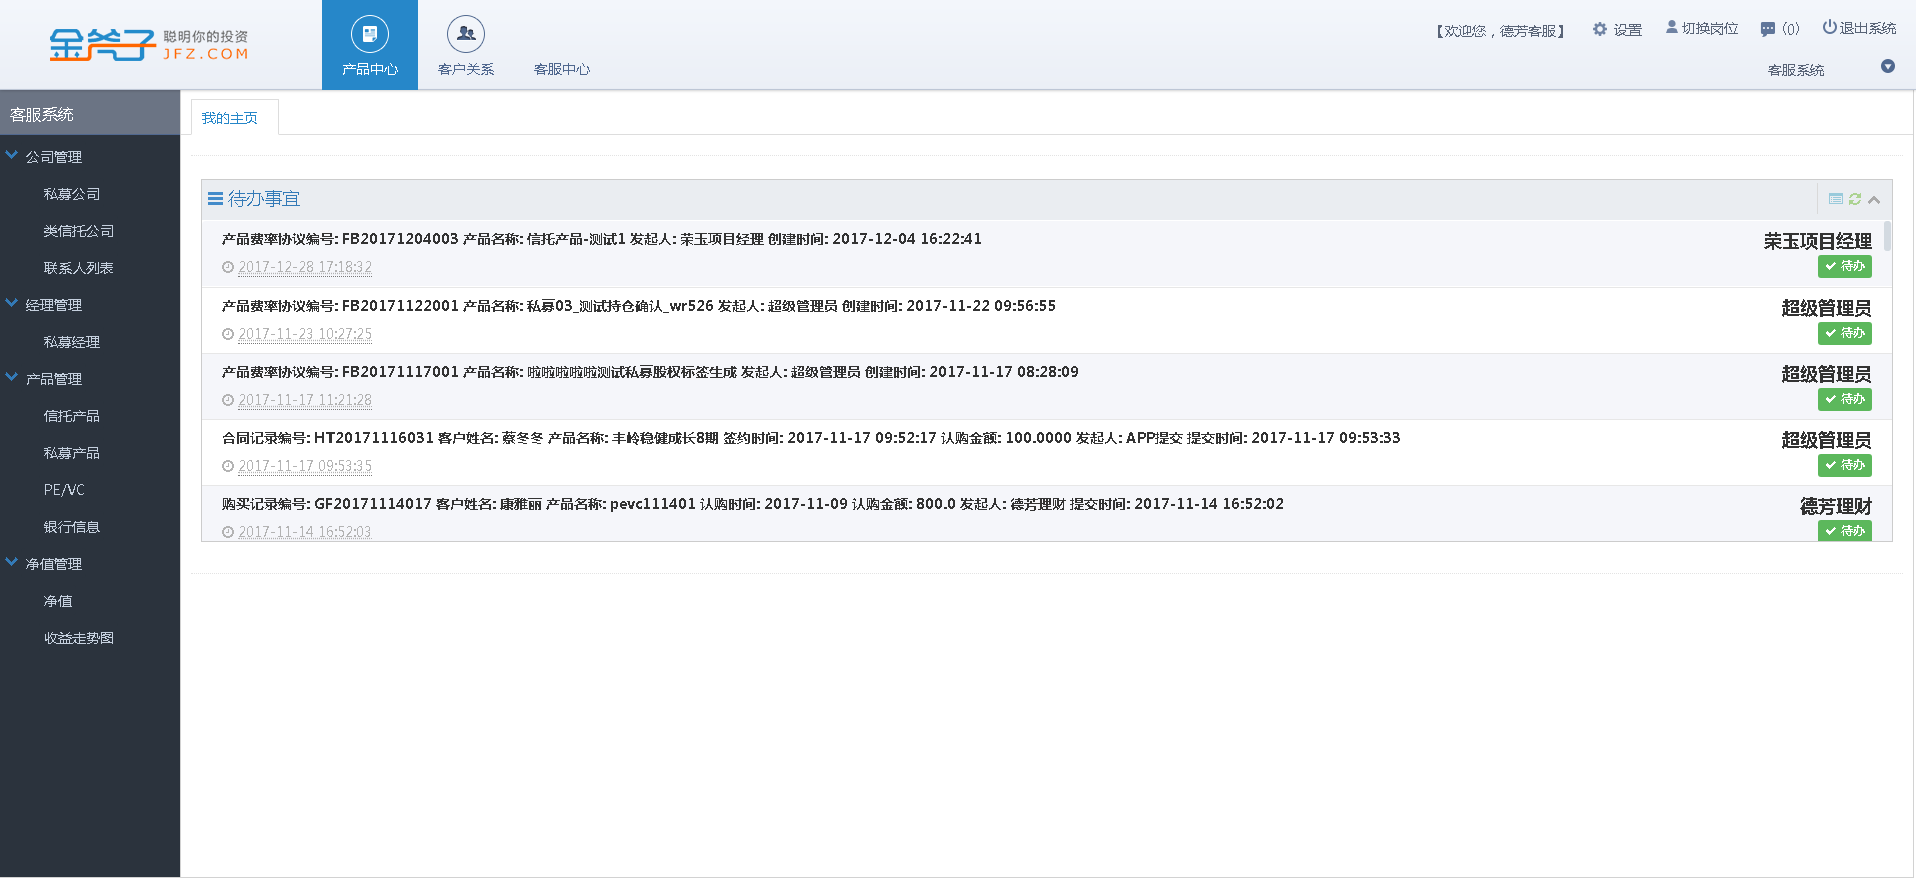 金斧子 聪明你的投资
JFZ.COM
产品中心
客户关系
客服中心
【欢迎您，德芳客服】 设置 切换岗位 (0) 退出系统
客服系统
客服系统
公司管理
私募公司
类信托公司
联系人列表
经理管理
私募经理
产品管理
信托产品
私募产品
PE/VC
银行信息
净值管理
净值
收益走势图
我的主页
待办事宜
产品费率协议编号: FB20171204003 产品名称: 信托产品-测试1 发起人: 荣玉项目经理 创建时间: 2017-12-04 16:22:41
荣玉项目经理
2017-12-28 17:18:32
待办
产品费率协议编号: FB20171122001 产品名称: 私募03_测试持仓确认_wr526 发起人: 超级管理员 创建时间: 2017-11-22 09:56:55
超级管理员
2017-11-23 10:27:25
待办
产品费率协议编号: FB20171117001 产品名称: 啦啦啦啦啦测试私募股权标签生成 发起人: 超级管理员 创建时间: 2017-11-17 08:28:09
超级管理员
2017-11-17 11:21:28
待办
合同记录编号: HT20171116031 客户姓名: 蔡冬冬 产品名称: 丰岭稳健成长8期 签约时间: 2017-11-17 09:52:17 认购金额: 100.0000 发起人: APP提交 提交时间: 2017-11-17 09:53:33
超级管理员
2017-11-17 09:53:35
待办
购买记录编号: GF20171114017 客户姓名: 康雅丽 产品名称: pevc111401 认购时间: 2017-11-09 认购金额: 800.0 发起人: 德芳理财 提交时间: 2017-11-14 16:52:02
德芳理财
2017-11-14 16:52:03
待办